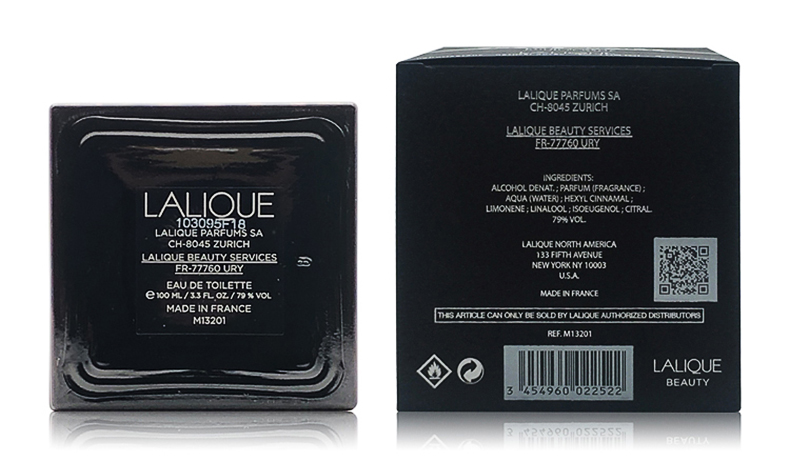 LALIQUE
103095F18
LALIQUE PARFUMS SA
CH-8045 ZURICH
LALIQUE BEAUTY SERVICES
FR-77760 URY
EAU DE TOILETTE
e 100 ML / 3.3 FL. OZ. / 79 % VOL
MADE IN FRANCE
M13201
LALIQUE PARFUMS SA
CH-8045 ZURICH
LALIQUE BEAUTY SERVICES
FR-77760 URY
INGREDIENTS:
ALCOHOL DENAT. ; PARFUM (FRAGRANCE) ;
AQUA (WATER) ; HEXYL CINNAMAL ;
LIMONENE ; LINALOOL ; ISOEUGENOL ; CITRAL.
79% VOL.
LALIQUE NORTH AMERICA
133 FIFTH AVENUE
NEW YORK NY 10003
U.S.A.
MADE IN FRANCE
THIS ARTICLE CAN ONLY BE SOLD BY LALIQUE AUTHORIZED DISTRIBUTORS
REF. M13201
3 454960 022522
LALIQUE
BEAUTY